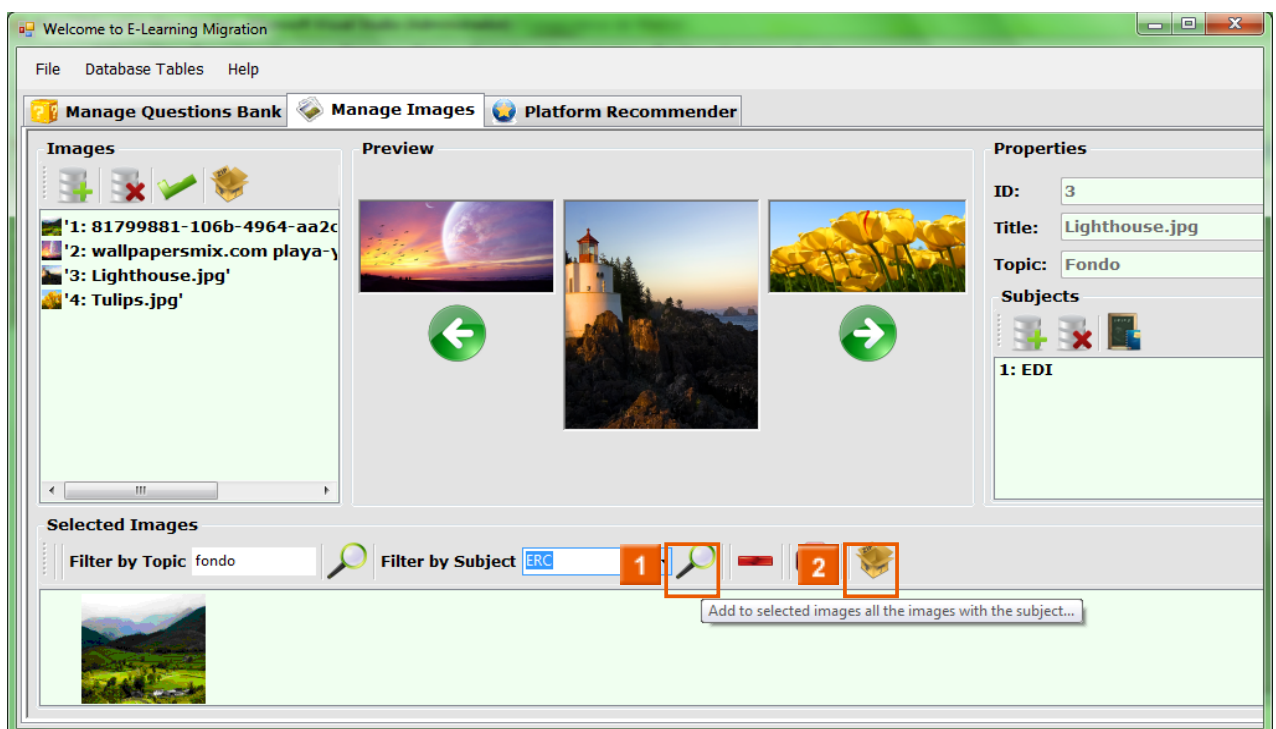 Welcome to E-Learning Migration
File Database Tables Help
Manage Questions Bank Manage Images Platform Recommender
Images
'1: 81799881-106b-4964-aa2c
'2: wallpapersmix.com playa-y
'3: Lighthouse.jpg'
'4: Tulips.jpg'
Preview
Properties
ID: 3
Title: Lighthouse.jpg
Topic: Fondo
Subjects
1: EDI
Selected Images
Filter by Topic fondo Filter by Subject ERC 1 2
Add to selected images all the images with the subject...